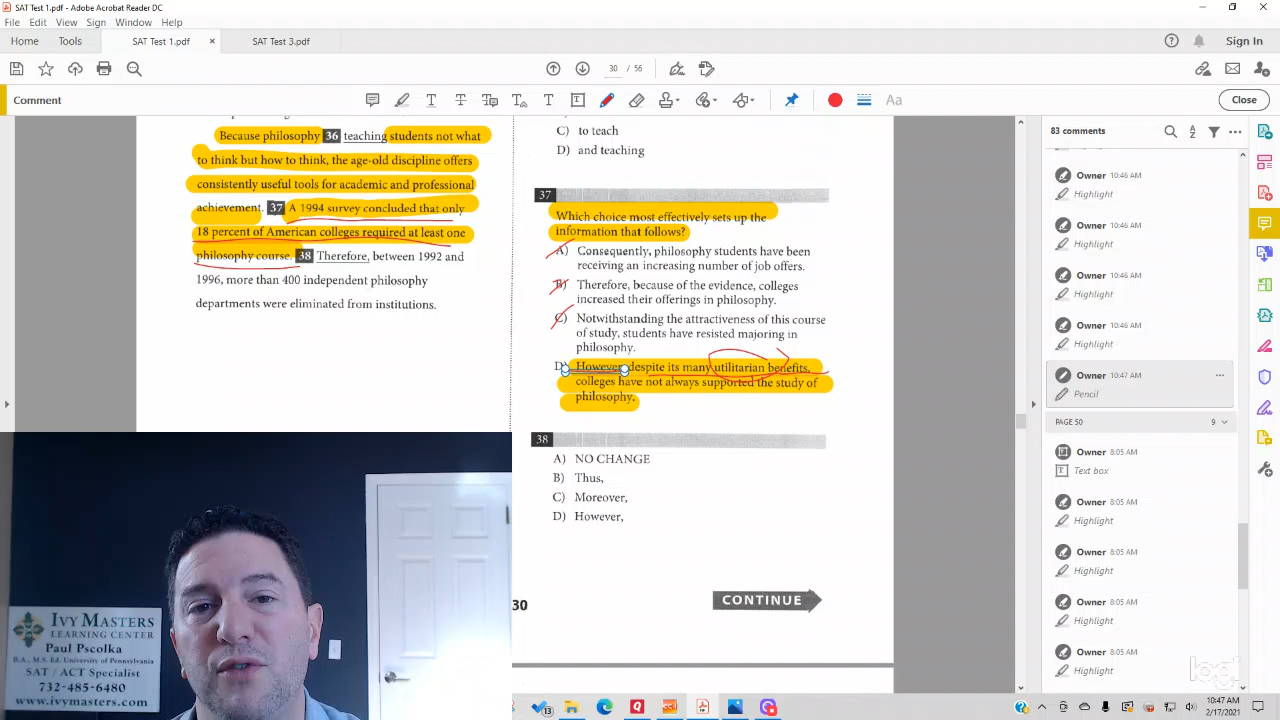 SAT Test 1.pdf - Adobe Acrobat Reader DC
File Edit View Sign Window Help
Home Tools SAT Test 1.pdf × SAT Test 3.pdf Sign In
30 / 56
Comment Aa Close
Because philosophy 36 teaching students not what
to think but how to think, the age-old discipline offers
consistently useful tools for academic and professional
achievement. 37 A 1994 survey concluded that only
18 percent of American colleges required at least one
philosophy course. 38 Therefore, between 1992 and
1996, more than 400 independent philosophy
departments were eliminated from institutions.
C) to teach
D) and teaching
37
Which choice most effectively sets up the
information that follows?
A) Consequently, philosophy students have been
receiving an increasing number of job offers.
B) Therefore, because of the evidence, colleges
increased their offerings in philosophy.
C) Notwithstanding the attractiveness of this course
of study, students have resisted majoring in
philosophy.
D) However, despite its many utilitarian benefits,
colleges have not always supported the study of
philosophy.
38
A) NO CHANGE
B) Thus,
C) Moreover,
D) However,
30
CONTINUE
83 comments
Highlight
Owner 10:46 AM
Highlight
Owner 10:46 AM
Highlight
Owner 10:46 AM
Highlight
Owner 10:46 AM
Highlight
Owner 10:47 AM
Pencil
PAGE 50 9
Owner 8:05 AM
Text box
Owner 8:05 AM
Highlight
Owner 8:05 AM
Highlight
Owner 8:05 AM
Highlight
Owner 8:05 AM
Highlight
IVY MASTERS
LEARNING CENTER
Paul Pscolka
B.A., M.S. Ed. University of Pennsylvania
SAT / ACT Specialist
732-485-6480
www.ivymasters.com
13
10:47 AM
2/17/2021